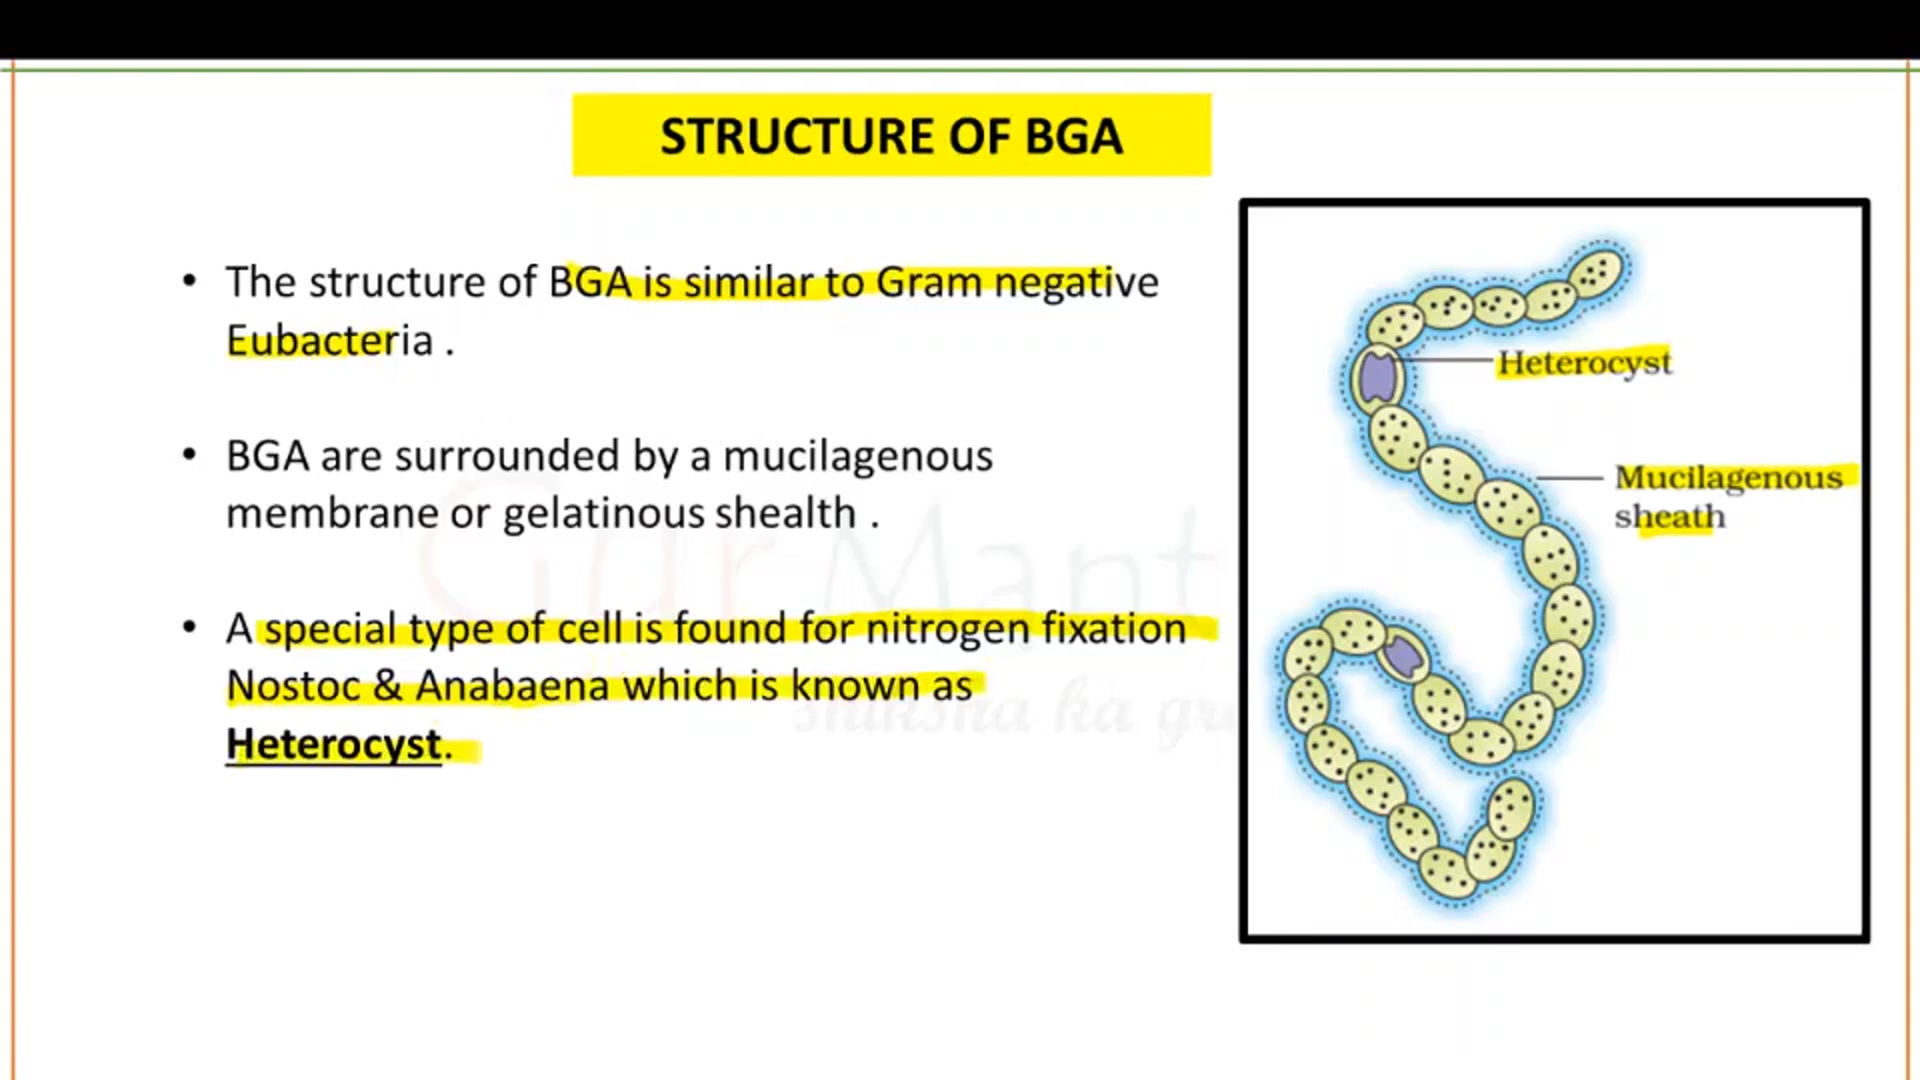 STRUCTURE OF BGA
• The structure of BGA is similar to Gram negative
Eubacteria .
• BGA are surrounded by a mucilagenous
membrane or gelatinous shealth .
• A special type of cell is found for nitrogen fixation
Nostoc & Anabaena which is known as
Heterocyst.
Heterocyst
Mucilagenous
sheath
shiksha ka